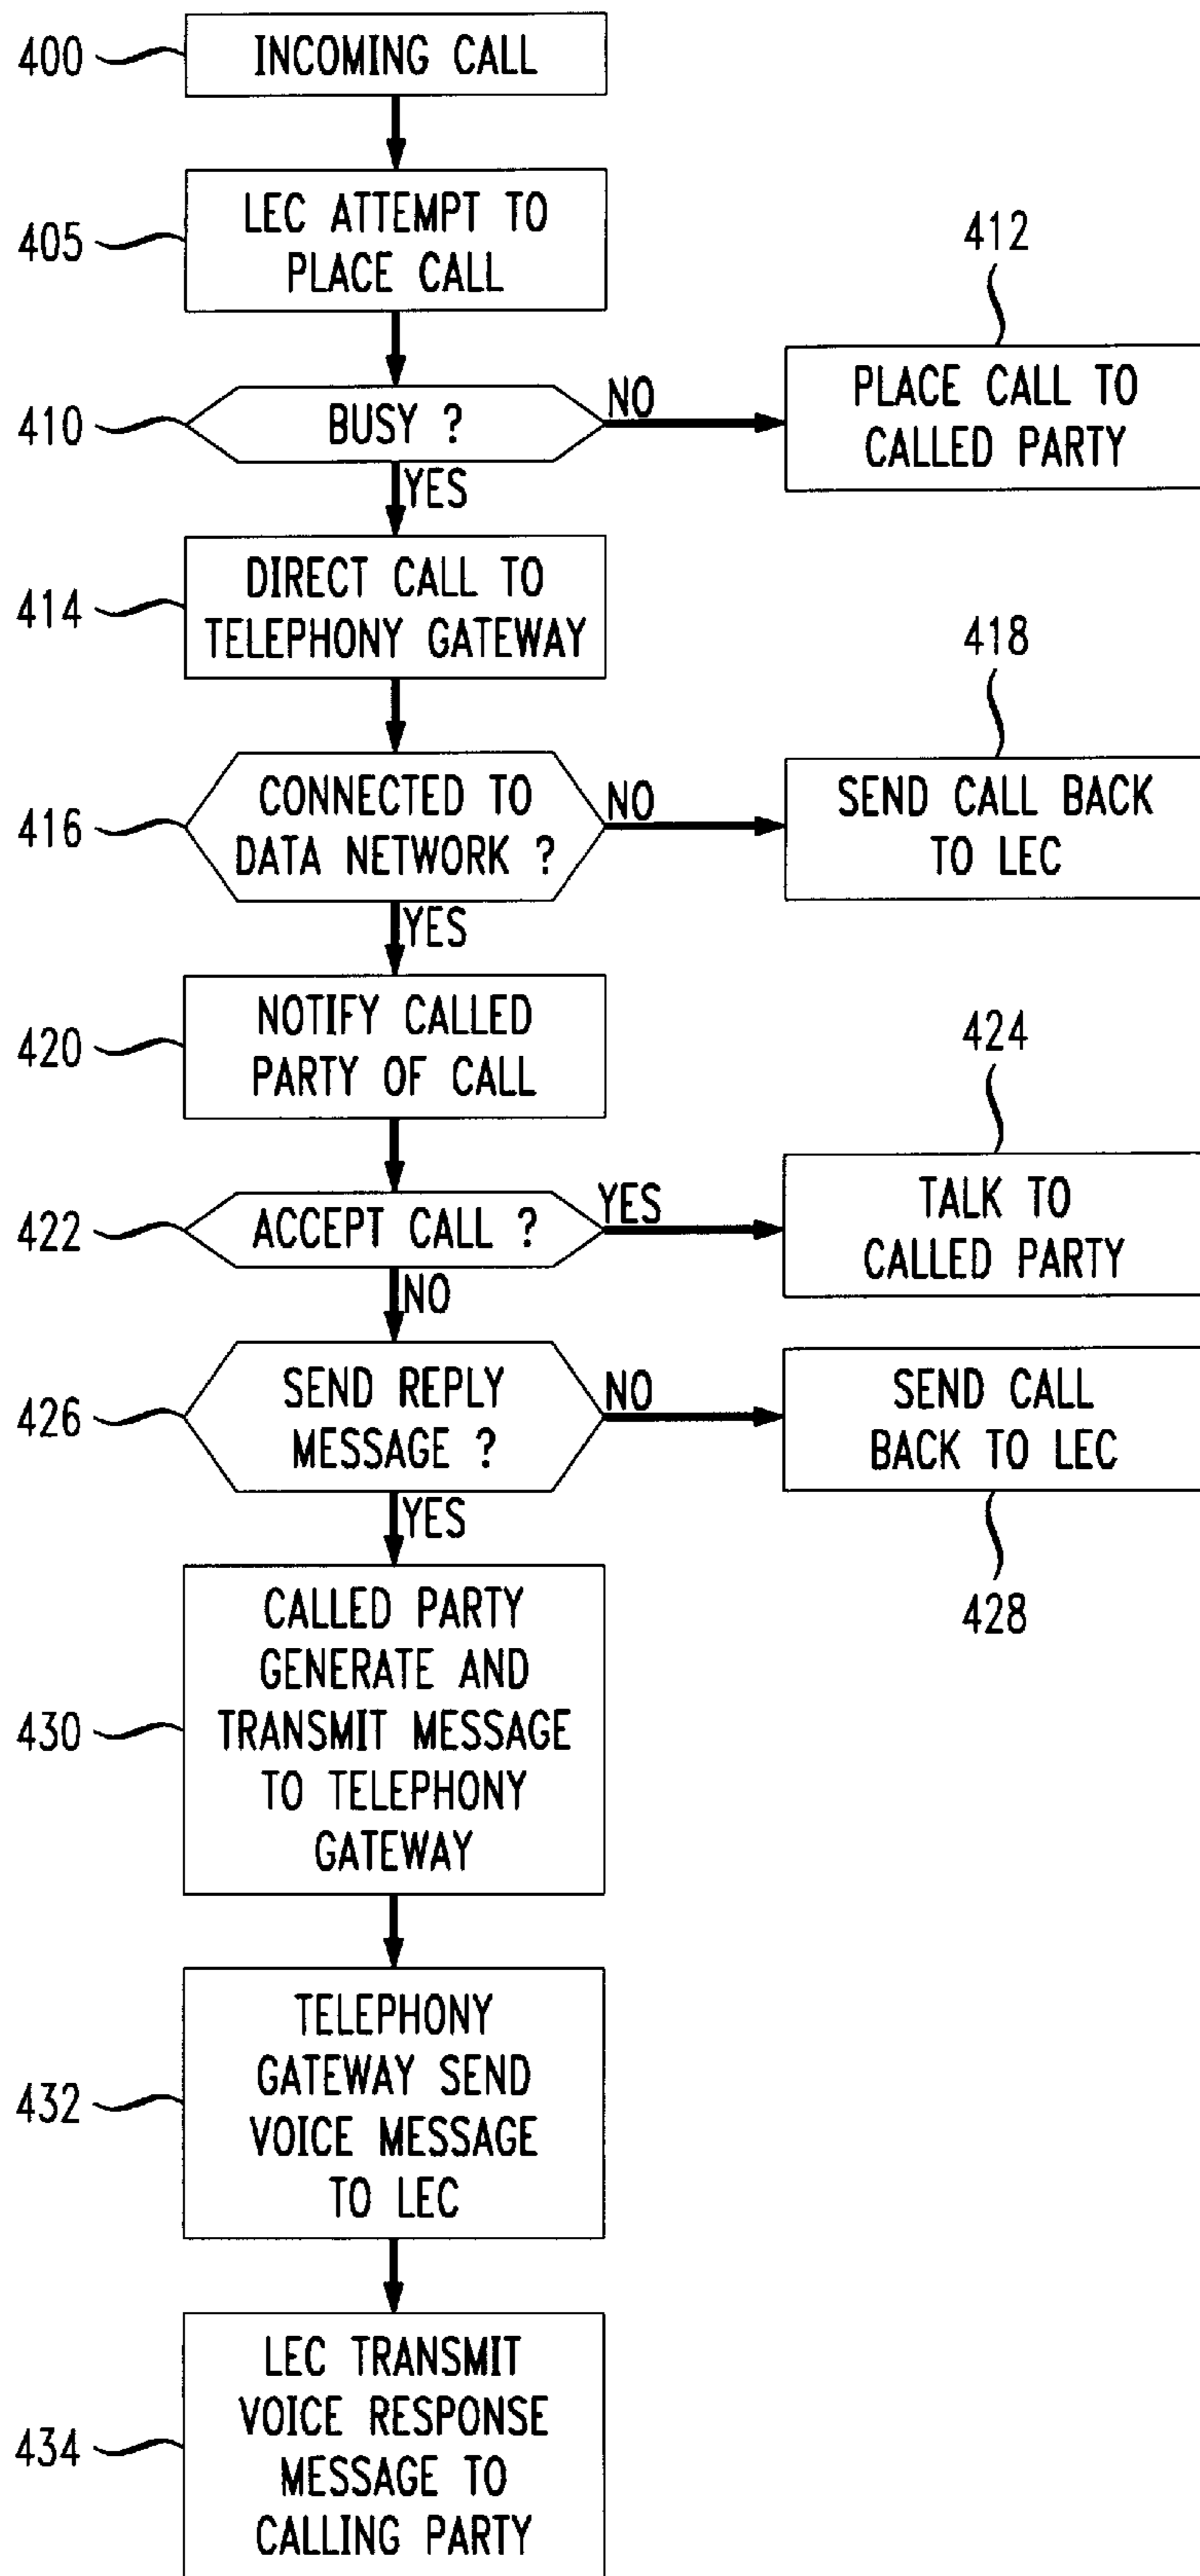 400
INCOMING CALL
405
LEC ATTEMPT TO
PLACE CALL
410
BUSY ?
NO
412
PLACE CALL TO
CALLED PARTY
YES
414
DIRECT CALL TO
TELEPHONY GATEWAY
416
CONNECTED TO
DATA NETWORK ?
NO
418
SEND CALL BACK
TO LEC
YES
420
NOTIFY CALLED
PARTY OF CALL
422
ACCEPT CALL ?
YES
424
TALK TO
CALLED PARTY
NO
426
SEND REPLY
MESSAGE ?
NO
SEND CALL
BACK TO LEC
428
YES
430
CALLED PARTY
GENERATE AND
TRANSMIT MESSAGE
TO TELEPHONY
GATEWAY
432
TELEPHONY
GATEWAY SEND
VOICE MESSAGE
TO LEC
434
LEC TRANSMIT
VOICE RESPONSE
MESSAGE TO
CALLING PARTY